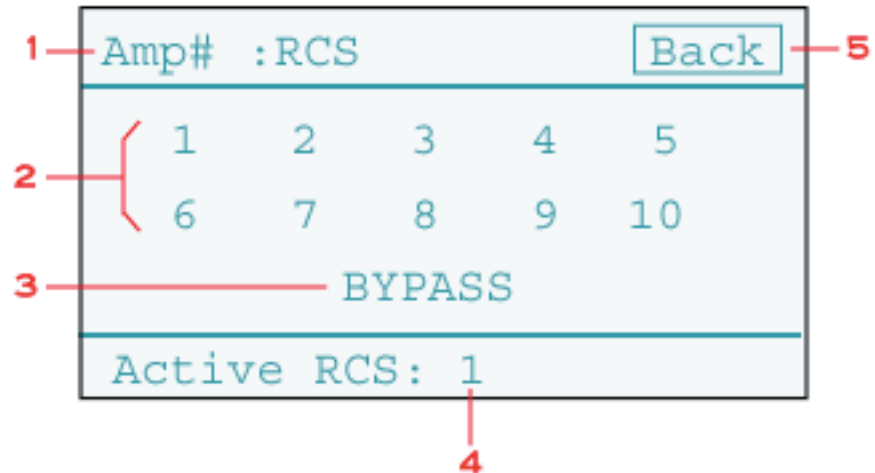 1 Amp# :RCS Back 5
1 2 3 4 5
2
6 7 8 9 10
3 BYPASS
Active RCS: 1
4